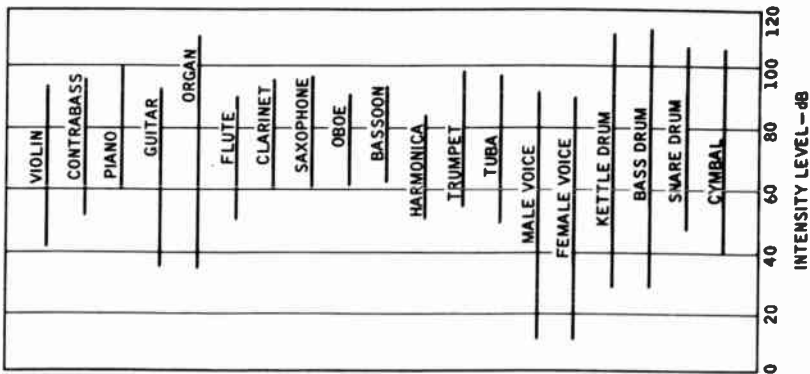 VIOLIN
CONTRABASS
PIANO
GUITAR
ORGAN
FLUTE
CLARINET
SAXOPHONE
OBOE
BASSOON
HARMONICA
TRUMPET
TUBA
MALE VOICE
FEMALE VOICE
KETTLE DRUM
BASS DRUM
SNARE DRUM
CYMBAL
0 20 40 60 80 100 120
INTENSITY LEVEL—dB